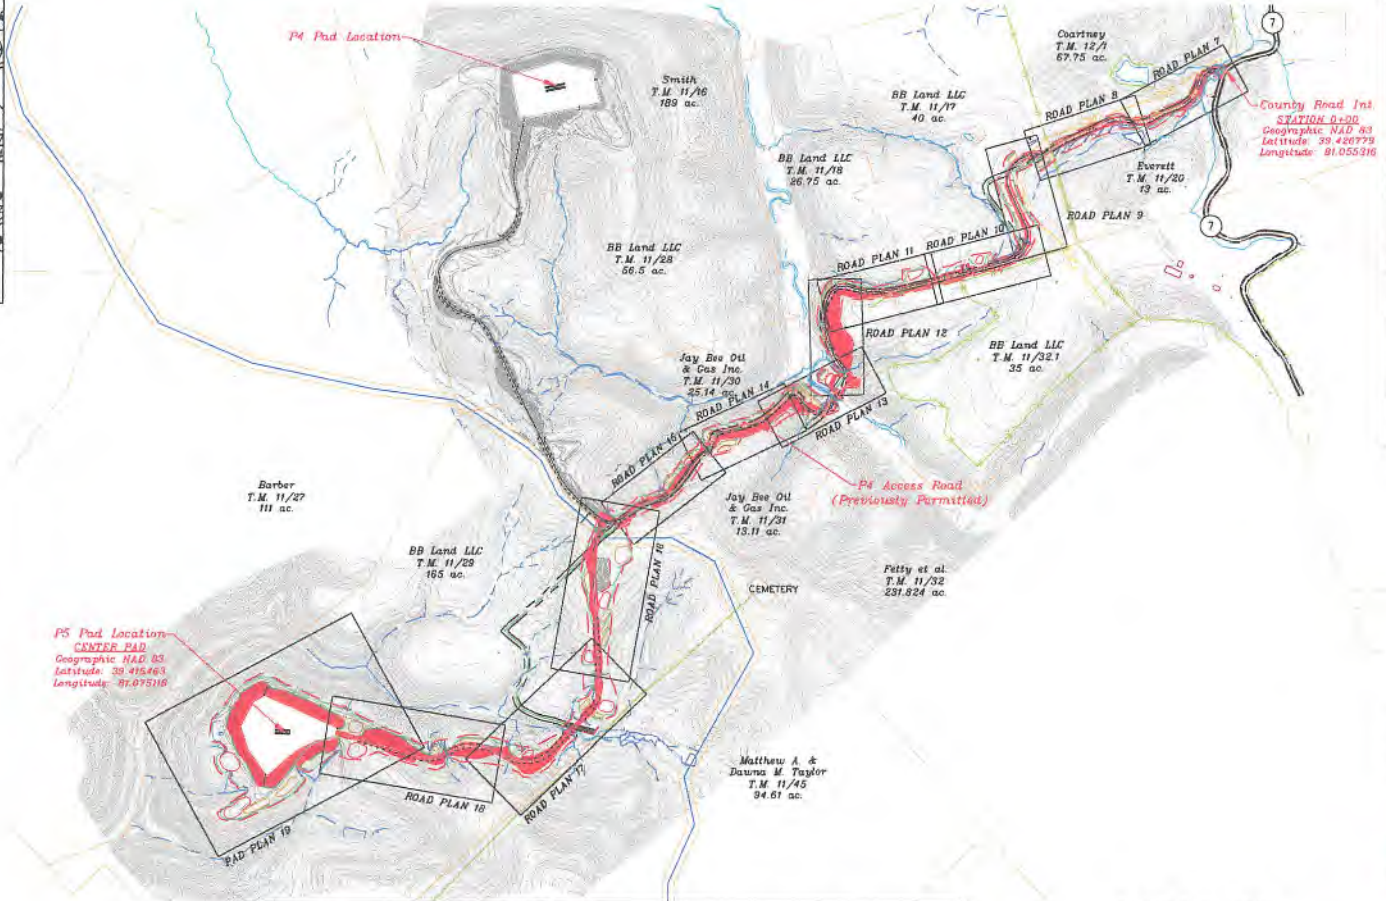 P4 Pad Location
Smith
T.M. 11/16
189 ac.
BB Land LLC
T.M. 11/17
40 ac.
Courtney
T.M. 12/1
67.75 ac.
7
ROAD PLAN 7
ROAD PLAN 8
County Road Int
STATION 0+00
Geographic NAD 83
Latitude: 39.426779
Longitude: 81.055316
BB Land LLC
T.M. 11/18
26.75 ac.
Everett
T.M. 11/20
13 ac.
ROAD PLAN 9
7
BB Land LLC
T.M. 11/28
56.5 ac.
ROAD PLAN 11
ROAD PLAN 10
ROAD PLAN 12
BB Land LLC
T.M. 11/32.1
35 ac.
Jay Bee Oil
& Gas Inc.
T.M. 11/30
25.14 ac.
ROAD PLAN 14
ROAD PLAN 13
ROAD PLAN 15
P4 Access Road
(Previously Permitted)
Barber
T.M. 11/27
111 ac.
Jay Bee Oil
& Gas Inc.
T.M. 11/31
13.11 ac.
BB Land LLC
T.M. 11/29
165 ac.
ROAD PLAN 16
CEMETERY
Fetty et al.
T.M. 11/32
231.824 ac.
P5 Pad Location
CENTER PAD
Geographic NAD 83
Latitude: 39.415463
Longitude: 81.075116
Matthew A. &
Dawna M. Taylor
T.M. 11/45
94.61 ac.
ROAD PLAN 18
ROAD PLAN 17
PAD PLAN 19